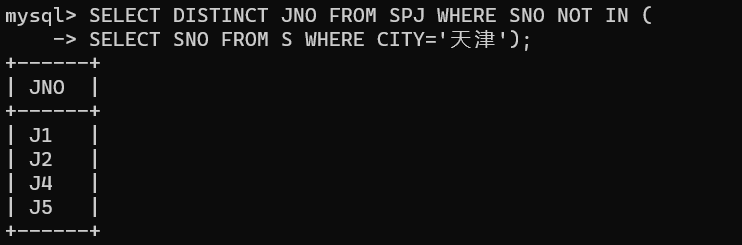 mysql> SELECT DISTINCT JNO FROM SPJ WHERE SNO NOT IN (
    -> SELECT SNO FROM S WHERE CITY='天津');
+------+
| JNO  |
+------+
| J1   |
| J2   |
| J4   |
| J5   |
+------+